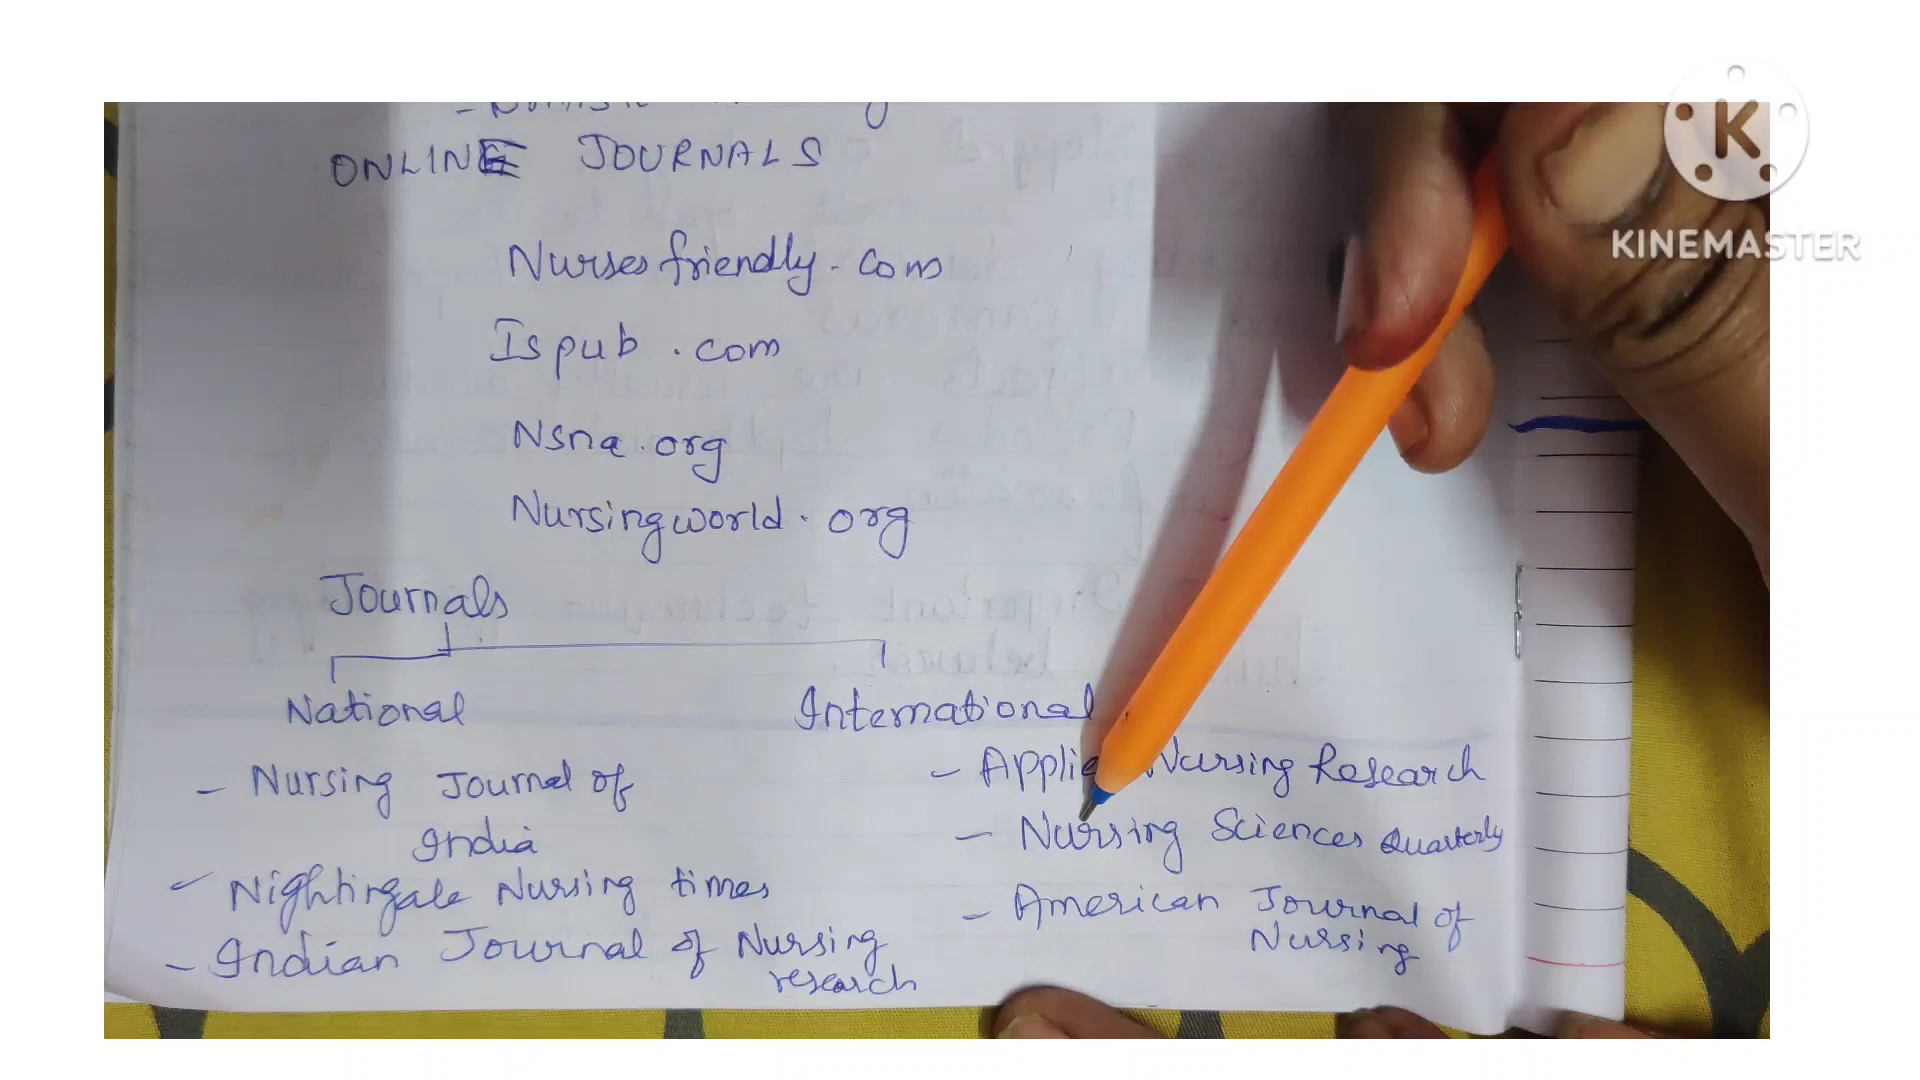 ONLINE JOURNALS
Nursesfriendly.com
Ispub.com
Nsna.org
Nursingworld.org
Journals
National International
- Nursing Journal of
India
- Nightingale Nursing times
- Indian Journal of Nursing
research
- Applied Nursing Research
- Nursing Sciences Quarterly
- American Journal of
Nursing
K
KINEMASTER